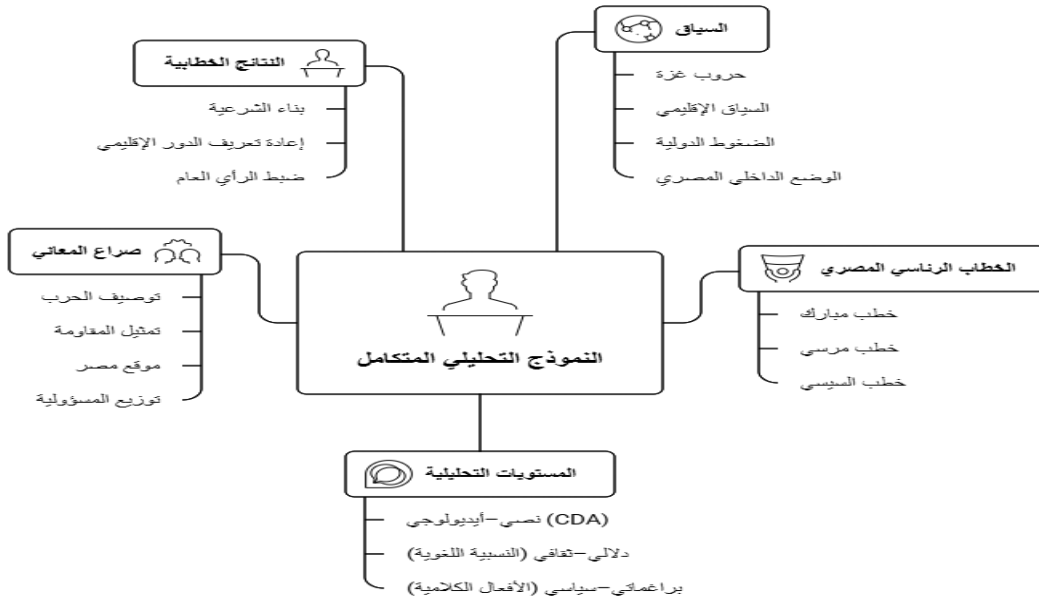 السياق
حروب غزة
السياق الإقليمي
الضغوط الدولية
الوضع الداخلي المصري
النتائج الخطابية
بناء الشرعية
إعادة تعريف الدور الإقليمي
ضبط الرأي العام
الخطاب الرئاسي المصري
خطب مبارك
خطب مرسي
خطب السيسي
صراع المعاني
توصيف الحرب
تمثيل المقاومة
موقع مصر
توزيع المسؤولية
النموذج التحليلي المتكامل
المستويات التحليلية
(CDA) نصي–أيديولوجي
دلالي–ثقافي (النسبية اللغوية)
براغماتي–سياسي (الأفعال الكلامية)